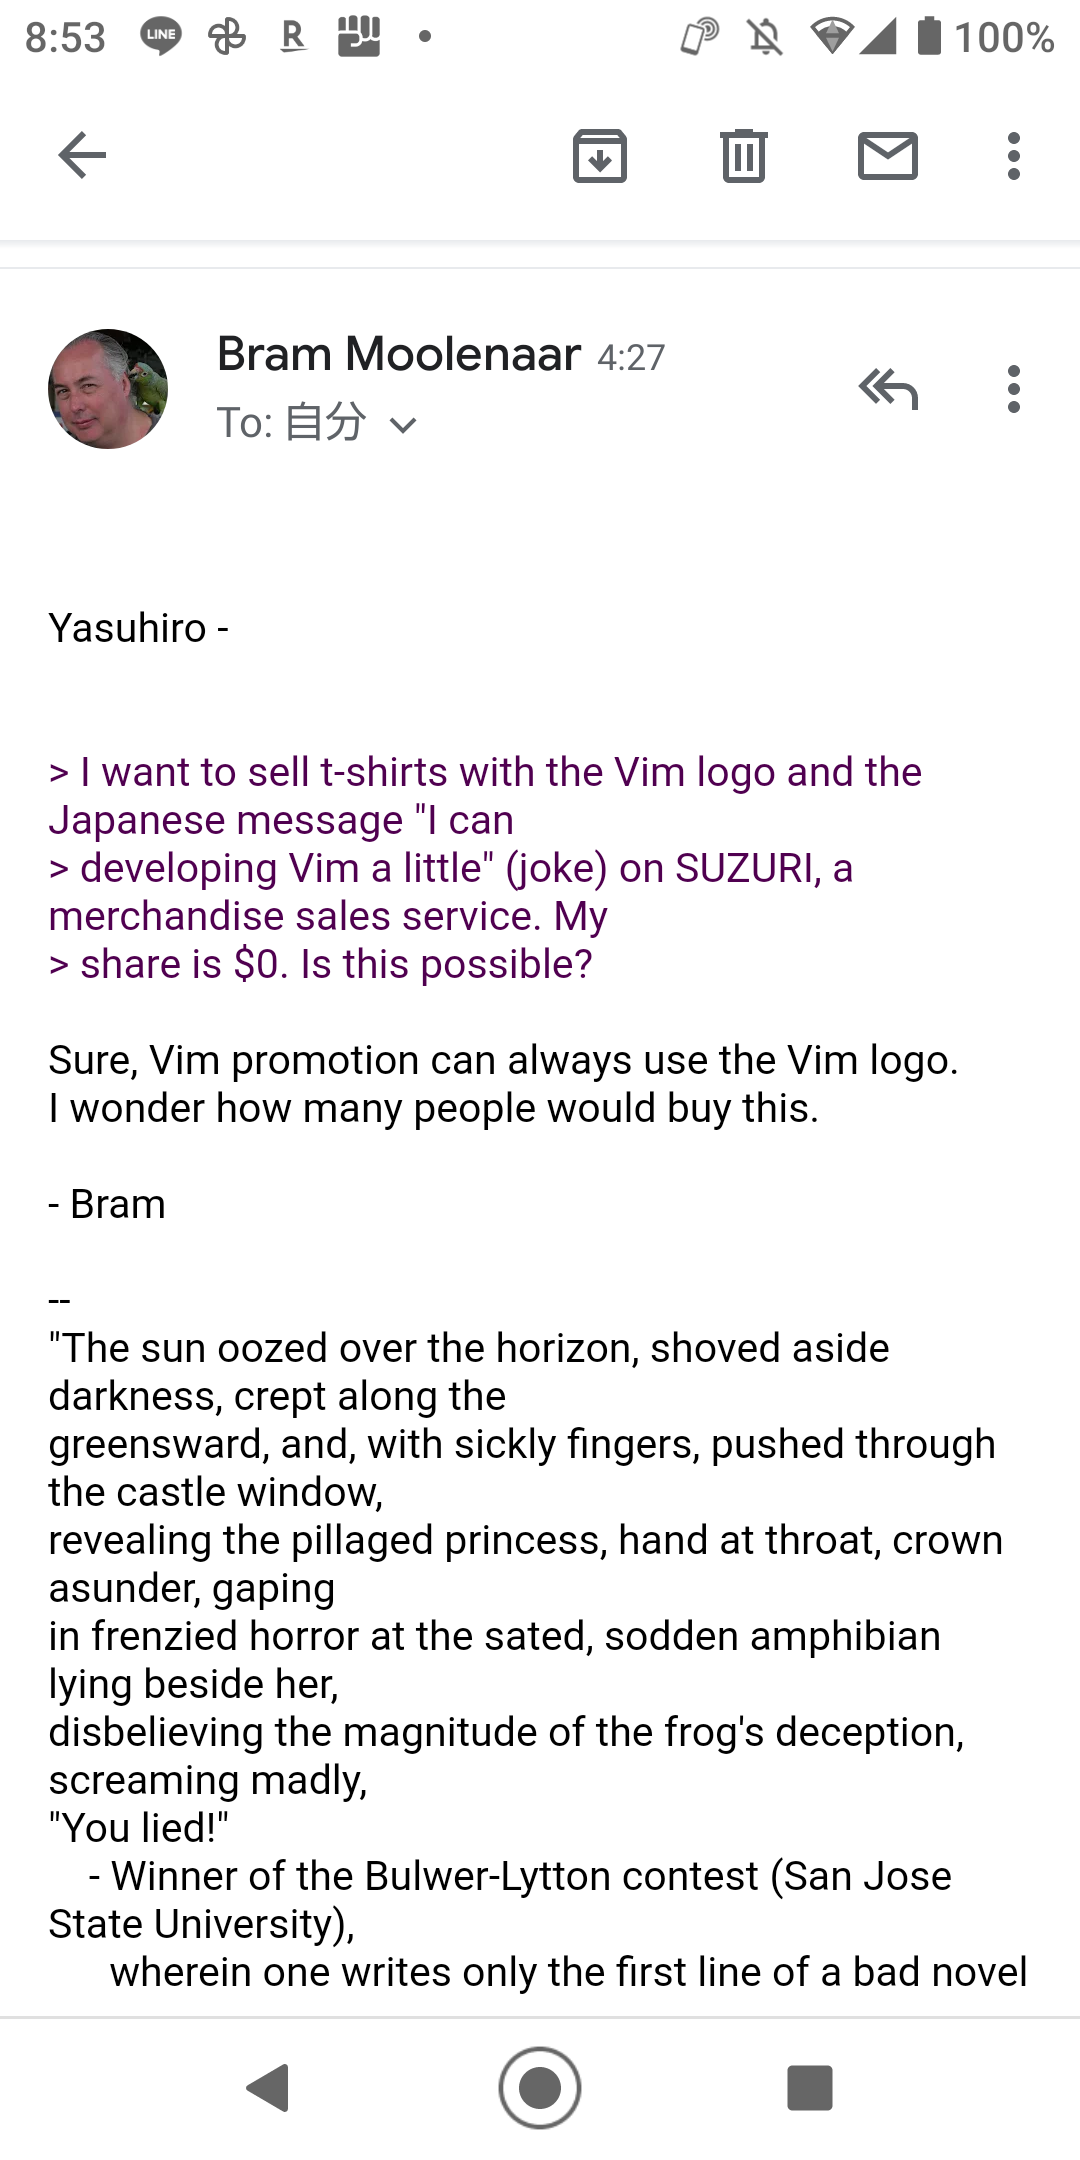 8:53
LINE
R
100%
Bram Moolenaar 4:27
To: 自分
Yasuhiro -
> I want to sell t-shirts with the Vim logo and the
Japanese message "I can
> developing Vim a little" (joke) on SUZURI, a
merchandise sales service. My
> share is $0. Is this possible?
Sure, Vim promotion can always use the Vim logo.
I wonder how many people would buy this.
- Bram
--
"The sun oozed over the horizon, shoved aside
darkness, crept along the
greensward, and, with sickly fingers, pushed through
the castle window,
revealing the pillaged princess, hand at throat, crown
asunder, gaping
in frenzied horror at the sated, sodden amphibian
lying beside her,
disbelieving the magnitude of the frog's deception,
screaming madly,
"You lied!"
- Winner of the Bulwer-Lytton contest (San Jose
State University),
wherein one writes only the first line of a bad novel